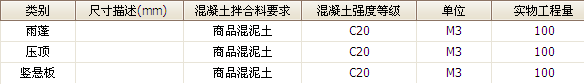 类别 尺寸描述(mm) 混凝土拌合料要求 混凝土强度等级 单位 实物工程量
雨蓬 商品混泥土 C20 M3 100
压顶 商品混泥土 C20 M3 100
竖悬板 商品混泥土 C20 M3 100